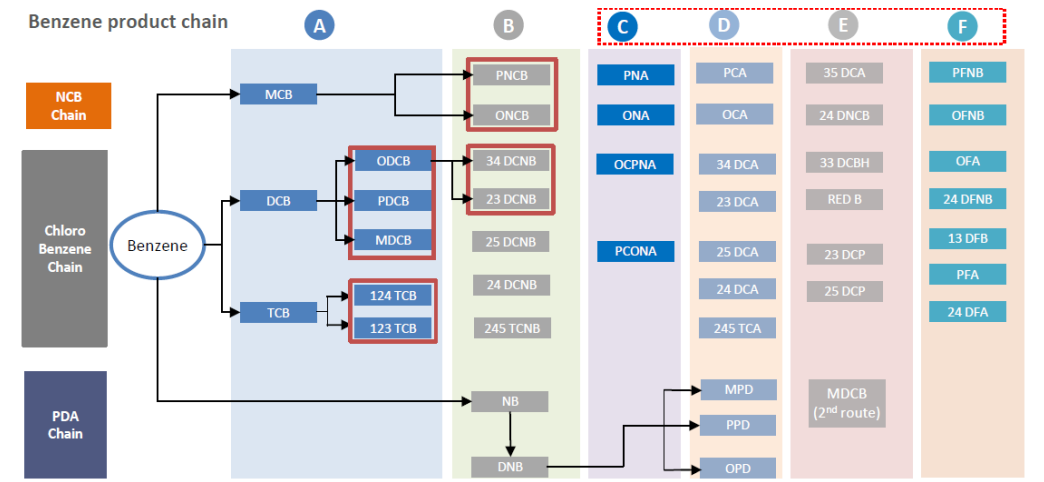 Benzene product chain
A
B
C
D
E
F
NCB
Chain
Chloro
Benzene
Chain
PDA
Chain
Benzene
MCB
DCB
TCB
ODCB
PDCB
MDCB
124 TCB
123 TCB
PNCB
ONCB
34 DCNB
23 DCNB
25 DCNB
24 DCNB
245 TCNB
NB
DNB
PNA
ONA
OCPNA
PCONA
PCA
OCA
34 DCA
23 DCA
25 DCA
24 DCA
245 TCA
MPD
PPD
OPD
35 DCA
24 DNCB
33 DCBH
RED B
23 DCP
25 DCP
MDCB
(2nd route)
PFNB
OFNB
OFA
24 DFNB
13 DFB
PFA
24 DFA